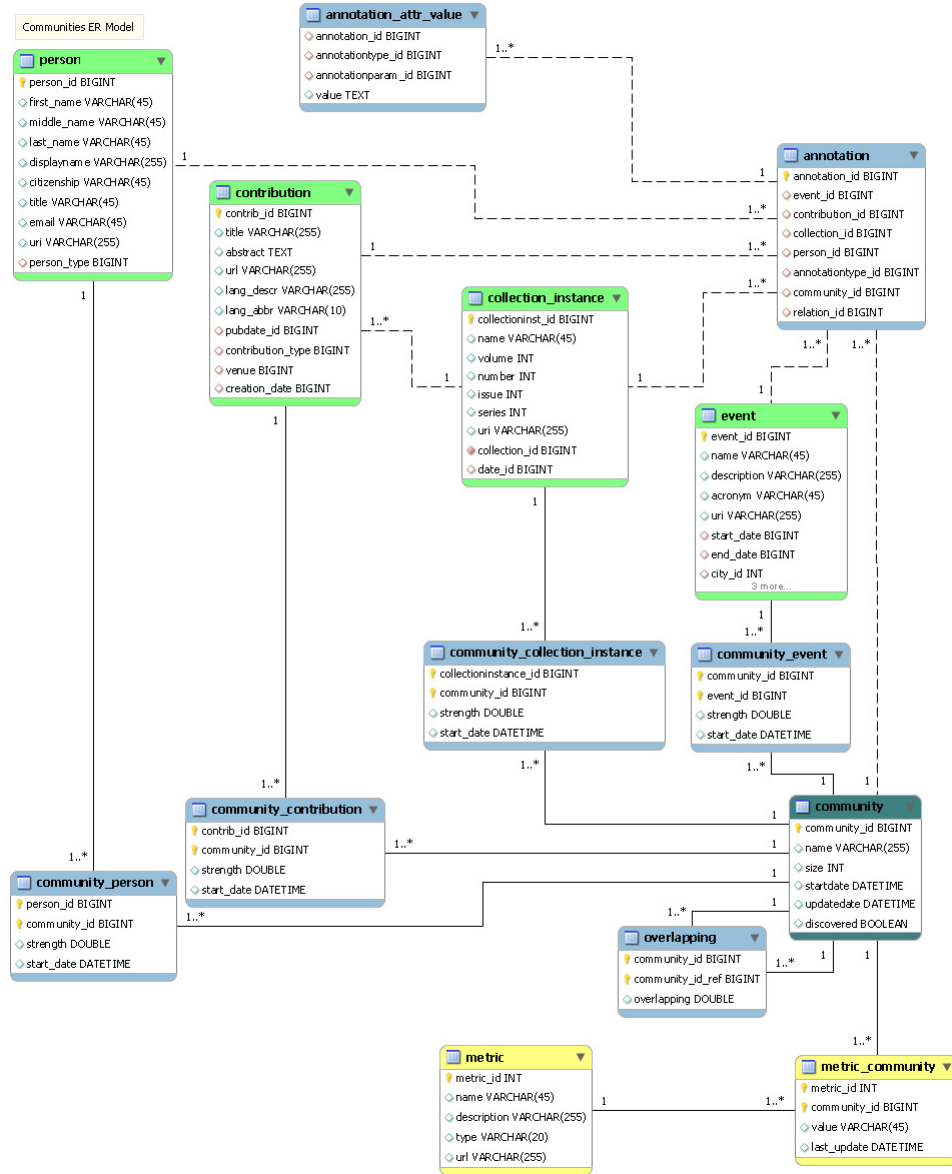 Communities ER Model
person
person_id BIGINT
first_name VARCHAR(45)
middle_name VARCHAR(45)
last_name VARCHAR(45)
displayname VARCHAR(255)
citizenship VARCHAR(45)
title VARCHAR(45)
email VARCHAR(45)
uri VARCHAR(255)
person_type BIGINT
annotation_attr_value
annotation_id BIGINT
annotationtype_id BIGINT
annotationparam_id BIGINT
value TEXT
1..*
1
annotation
annotation_id BIGINT
event_id BIGINT
contribution_id BIGINT
collection_id BIGINT
person_id BIGINT
annotationtype_id BIGINT
community_id BIGINT
relation_id BIGINT
1
1..*
contribution
contrib_id BIGINT
title VARCHAR(255)
abstract TEXT
url VARCHAR(255)
lang_descr VARCHAR(255)
lang_abbr VARCHAR(10)
pubdate_id BIGINT
contribution_type BIGINT
venue BIGINT
creation_date BIGINT
1
1..*
1..*
1
collection_instance
collectioninst_id BIGINT
name VARCHAR(45)
volume INT
number INT
issue INT
series INT
uri VARCHAR(255)
collection_id BIGINT
date_id BIGINT
1
1..*
1..*
1..*
1
event
event_id BIGINT
name VARCHAR(45)
description VARCHAR(255)
acronym VARCHAR(45)
uri VARCHAR(255)
start_date BIGINT
end_date BIGINT
city_id INT
3 more...
1
1
1
1
1..*
1..*
community_collection_instance
collectioninstance_id BIGINT
community_id BIGINT
strength DOUBLE
start_date DATETIME
community_event
community_id BIGINT
event_id BIGINT
strength DOUBLE
start_date DATETIME
1..*
1..*
1
1
1..*
community_contribution
contrib_id BIGINT
community_id BIGINT
strength DOUBLE
start_date DATETIME
1..*
community
community_id BIGINT
name VARCHAR(255)
size INT
startdate DATETIME
updatedate DATETIME
discovered BOOLEAN
1
1
1
1
1..*
community_person
person_id BIGINT
community_id BIGINT
strength DOUBLE
start_date DATETIME
1..*
1..*
overlapping
community_id BIGINT
community_id_ref BIGINT
overlapping DOUBLE
1..*
1
1
1..*
metric
metric_id INT
name VARCHAR(45)
description VARCHAR(255)
type VARCHAR(20)
url VARCHAR(255)
1
1..*
metric_community
metric_id INT
community_id BIGINT
value VARCHAR(45)
last_update DATETIME